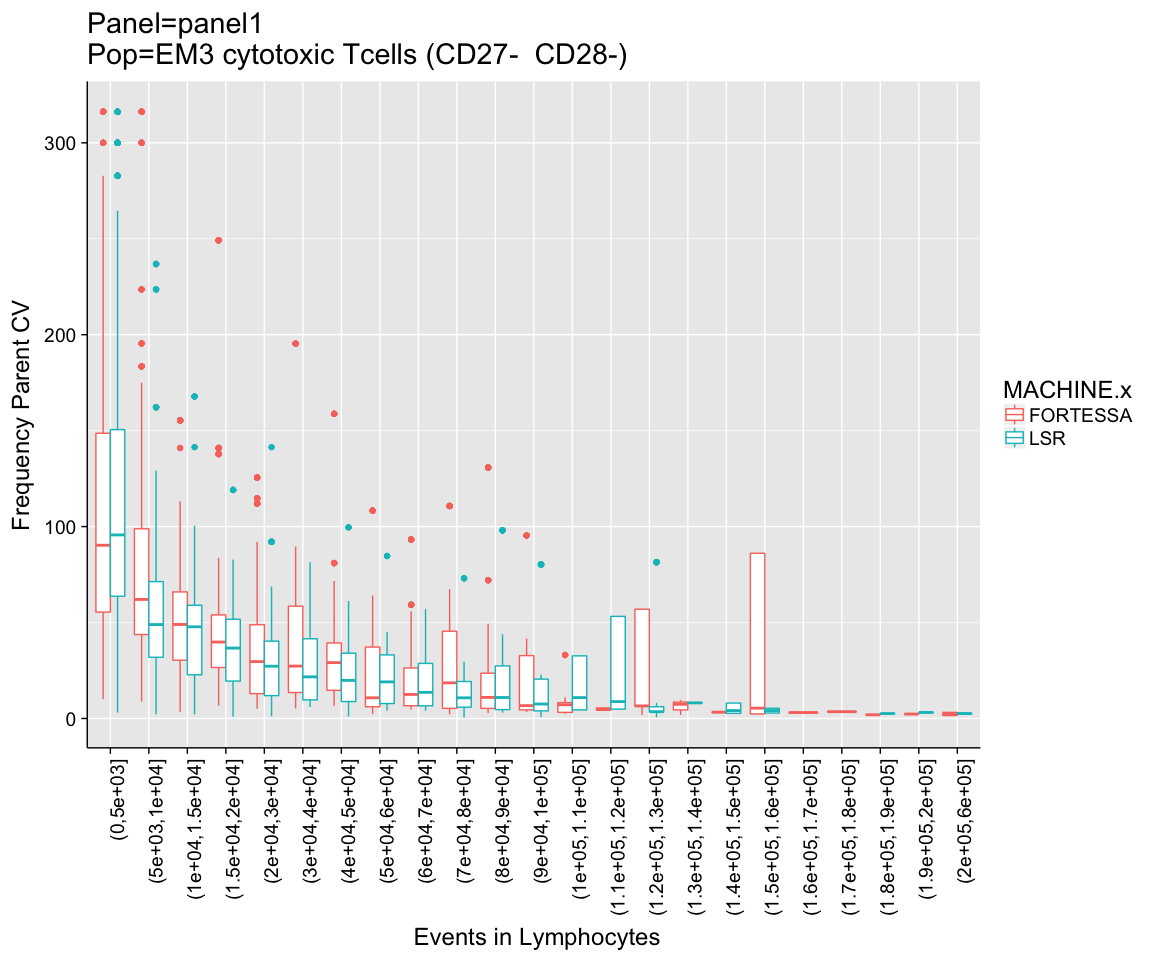 Panel=panel1
Pop=EM3 cytotoxic Tcells (CD27-  CD28-)
Frequency Parent CV
300
200
100
0
(0,5e+03]
(5e+03,1e+04]
(1e+04,1.5e+04]
(1.5e+04,2e+04]
(2e+04,3e+04]
(3e+04,4e+04]
(4e+04,5e+04]
(5e+04,6e+04]
(6e+04,7e+04]
(7e+04,8e+04]
(8e+04,9e+04]
(9e+04,1e+05]
(1e+05,1.1e+05]
(1.1e+05,1.2e+05]
(1.2e+05,1.3e+05]
(1.3e+05,1.4e+05]
(1.4e+05,1.5e+05]
(1.5e+05,1.6e+05]
(1.6e+05,1.7e+05]
(1.7e+05,1.8e+05]
(1.8e+05,1.9e+05]
(1.9e+05,2e+05]
(2e+05,6e+05]
Events in Lymphocytes
MACHINE.x
FORTESSA
LSR